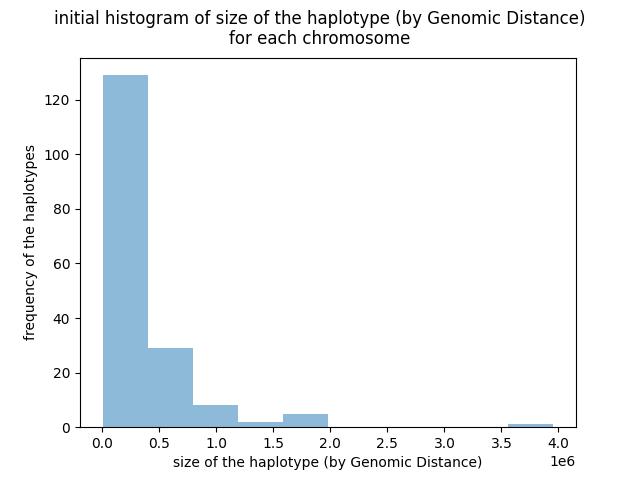 initial histogram of size of the haplotype (by Genomic Distance)
for each chromosome
frequency of the haplotypes
120
100
80
60
40
20
0
0.0 0.5 1.0 1.5 2.0 2.5 3.0 3.5 4.0
1e6
size of the haplotype (by Genomic Distance)